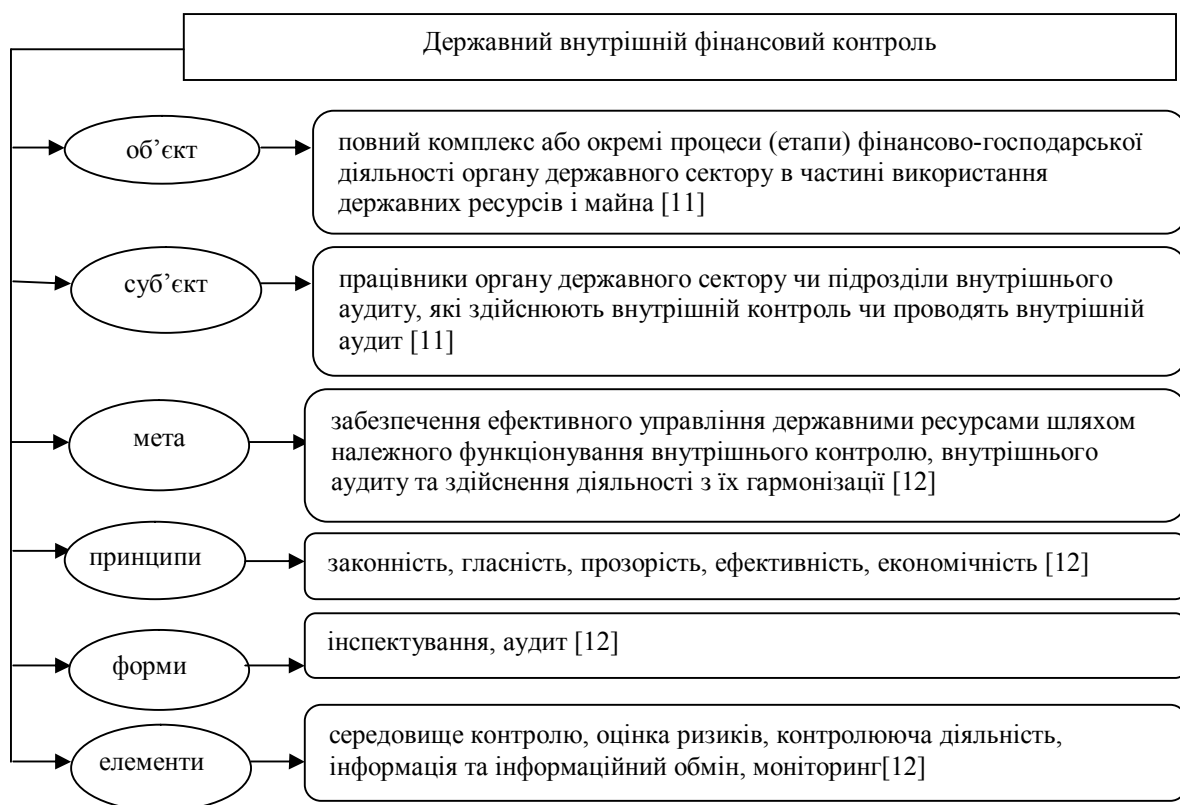 Державний внутрішній фінансовий контроль
об’єкт
повний комплекс або окремі процеси (етапи) фінансово-господарської
діяльності органу державного сектору в частині використання
державних ресурсів і майна [11]
суб’єкт
працівники органу державного сектору чи підрозділи внутрішнього
аудиту, які здійснюють внутрішній контроль чи проводять внутрішній
аудит [11]
мета
забезпечення ефективного управління державними ресурсами шляхом
належного функціонування внутрішнього контролю, внутрішнього
аудиту та здійснення діяльності з їх гармонізації [12]
принципи
законність, гласність, прозорість, ефективність, економічність [12]
форми
інспектування, аудит [12]
елементи
середовище контролю, оцінка ризиків, контролююча діяльність,
інформація та інформаційний обмін, моніторинг[12]